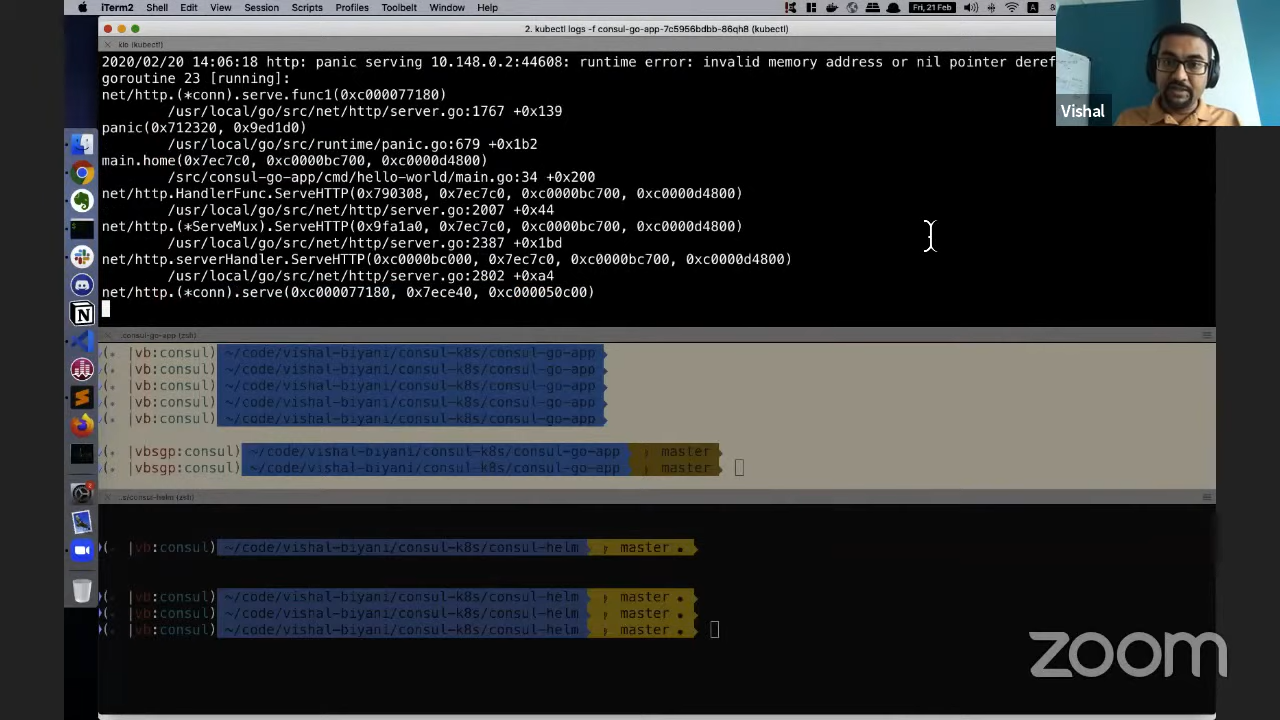 iTerm2 Shell Edit View Session Scripts Profiles Toolbelt Window Help Fri, 21 Feb
2. kubectl logs -f consul-go-app-7c5956bdbb-86qh8 (kubectl)
klo (kubectl)
2020/02/20 14:06:18 http: panic serving 10.148.0.2:44608: runtime error: invalid memory address or nil pointer deref
goroutine 23 [running]:
net/http.(*conn).serve.func1(0xc000077180)
/usr/local/go/src/net/http/server.go:1767 +0x139
panic(0x712320, 0x9ed1d0)
/usr/local/go/src/runtime/panic.go:679 +0x1b2
main.home(0x7ec7c0, 0xc0000bc700, 0xc0000d4800)
/src/consul-go-app/cmd/hello-world/main.go:34 +0x200
net/http.HandlerFunc.ServeHTTP(0x790308, 0x7ec7c0, 0xc0000bc700, 0xc0000d4800)
/usr/local/go/src/net/http/server.go:2007 +0x44
net/http.(*ServeMux).ServeHTTP(0x9fa1a0, 0x7ec7c0, 0xc0000bc700, 0xc0000d4800)
/usr/local/go/src/net/http/server.go:2387 +0x1bd
net/http.serverHandler.ServeHTTP(0xc0000bc000, 0x7ec7c0, 0xc0000bc700, 0xc0000d4800)
/usr/local/go/src/net/http/server.go:2802 +0xa4
net/http.(*conn).serve(0xc000077180, 0x7ece40, 0xc000050c00)
Vishal
consul-go-app (zsh)
(* |vb:consul) ~/code/vishal-biyani/consul-k8s/consul-go-app
(* |vb:consul) ~/code/vishal-biyani/consul-k8s/consul-go-app
(* |vb:consul) ~/code/vishal-biyani/consul-k8s/consul-go-app
(* |vb:consul) ~/code/vishal-biyani/consul-k8s/consul-go-app
(* |vb:consul) ~/code/vishal-biyani/consul-k8s/consul-go-app
(* |vbsgp:consul) ~/code/vishal-biyani/consul-k8s/consul-go-app master
(* |vbsgp:consul) ~/code/vishal-biyani/consul-k8s/consul-go-app master
..s/consul-helm (zsh)
(* |vb:consul) ~/code/vishal-biyani/consul-k8s/consul-helm master
(* |vb:consul) ~/code/vishal-biyani/consul-k8s/consul-helm master
(* |vb:consul) ~/code/vishal-biyani/consul-k8s/consul-helm master
(* |vb:consul) ~/code/vishal-biyani/consul-k8s/consul-helm master
zoom